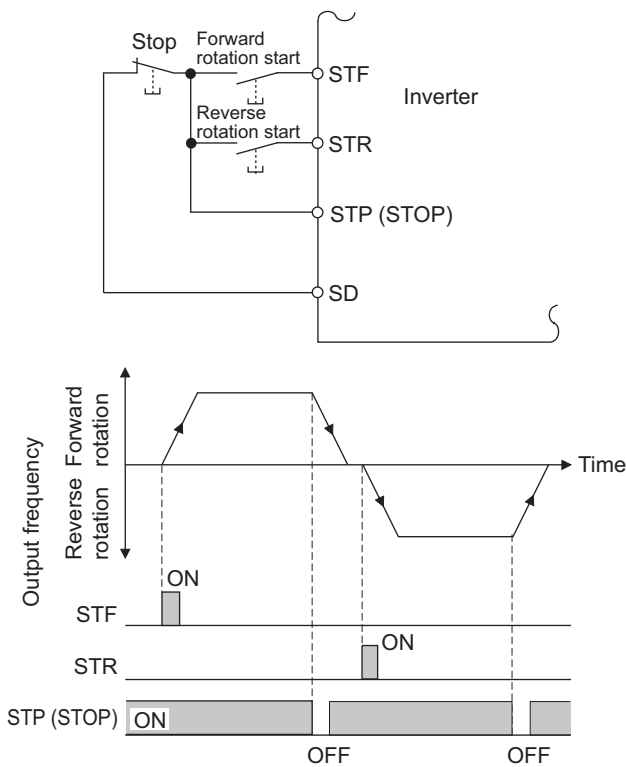 Stop
Forward
rotation start
STF
Inverter
Reverse
rotation start
STR
STP (STOP)
SD
Output frequency
Reverse rotation
Forward rotation
Time
ON
STF
ON
STR
STP (STOP)
ON
OFF
OFF